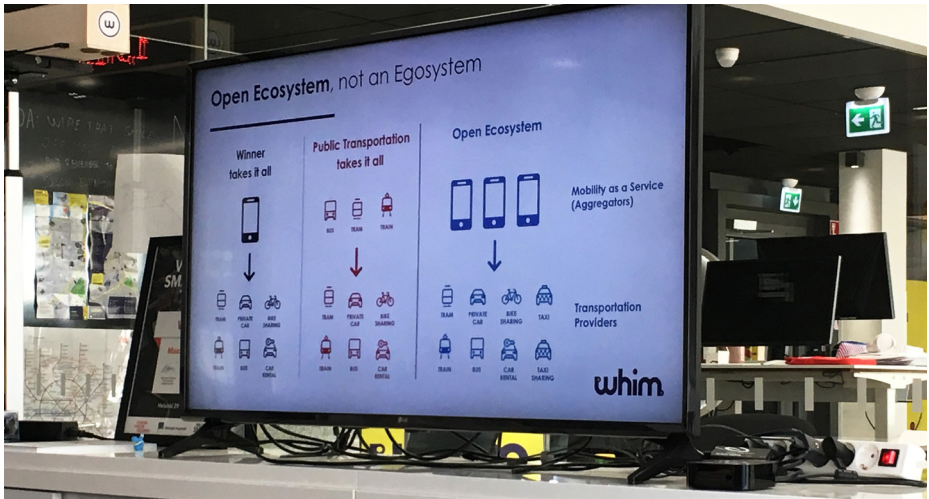 Open Ecosystem, not an Egosystem
Winner
takes it all
TRAM
PRIVATE
CAR
BIKE
SHARING
TRAIN
BUS
CAR
RENTAL
Public Transportation
takes it all
BUS
TRAM
TRAIN
TRAM
PRIVATE
CAR
BIKE
SHARING
TRAIN
BUS
CAR
RENTAL
Open Ecosystem
Mobility as a Service
(Aggregators)
TRAM
PRIVATE
CAR
BIKE
SHARING
TAXI
Transportation
Providers
TRAIN
BUS
CAR
RENTAL
TAXI
SHARING
whim
LG